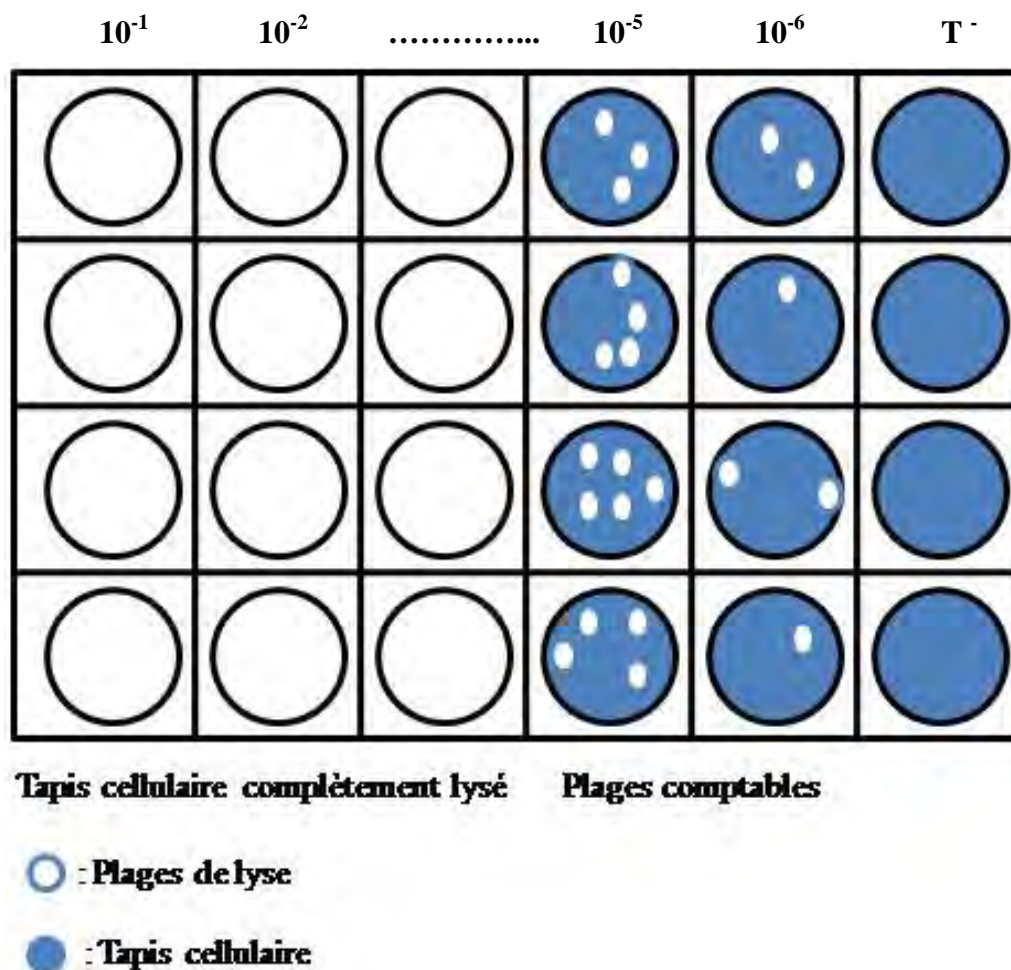 10⁻¹ 10⁻² …………... 10⁻⁵ 10⁻⁶ T ⁻
Tapis cellulaire complètement lysé Plages comptables
: Plages de lyse
: Tapis cellulaire